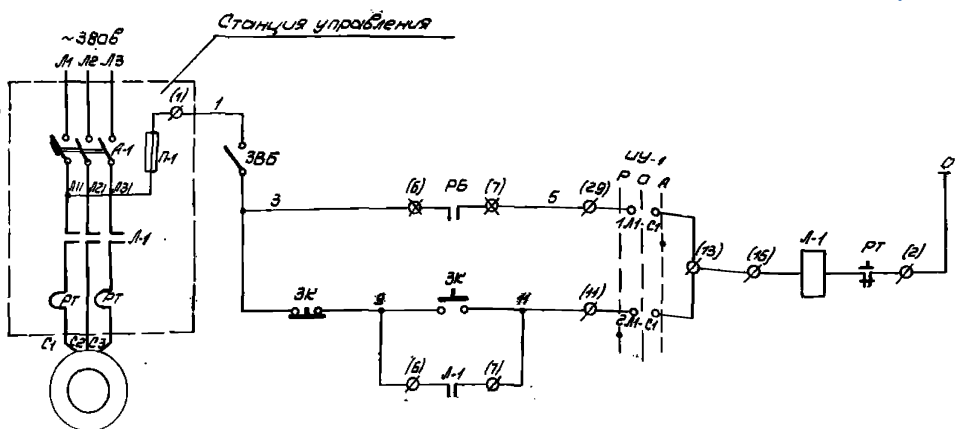 Станция управления
~380в
Л1 Л2 Л3
(1) 1
А-1
П-1
ЗВБ
Л11 Л21 Л31
Л-1
РТ РТ
С1 С2 С3
3
(6) РБ (7)
5
(29)
ЦУ-1
Р О А
1Л1-С1
(13)
(15)
Л-1
РТ
(2)
О
ЗК
9
ЗК
11
(11)
2Л1-С1
(6) Л-1 (7)